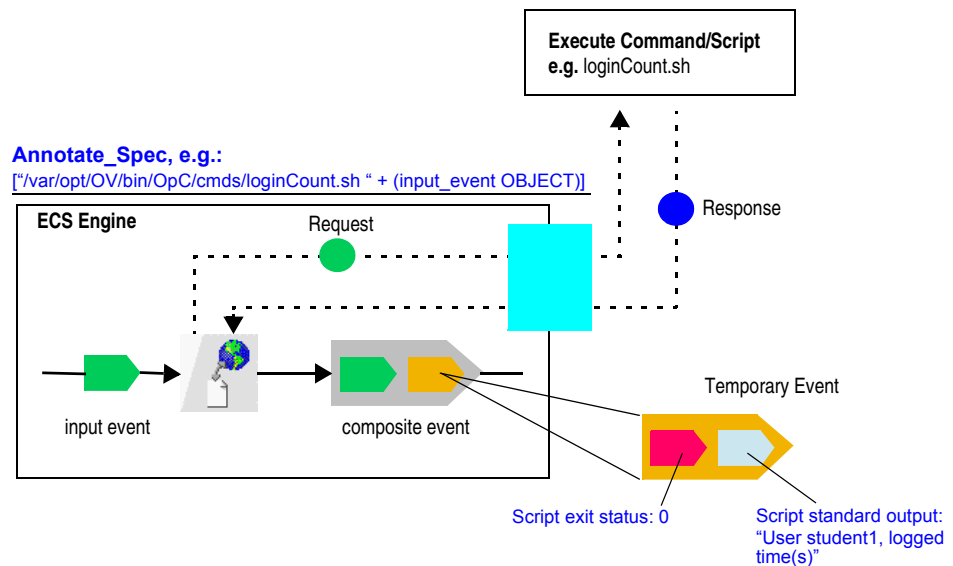 Execute Command/Script
e.g. loginCount.sh
Annotate_Spec, e.g.:
[“/var/opt/OV/bin/OpC/cmds/loginCount.sh “ + (input_event OBJECT)]
ECS Engine
Request
Response
input event
composite event
Temporary Event
Script exit status: 0
Script standard output:
“User student1, logged
time(s)”